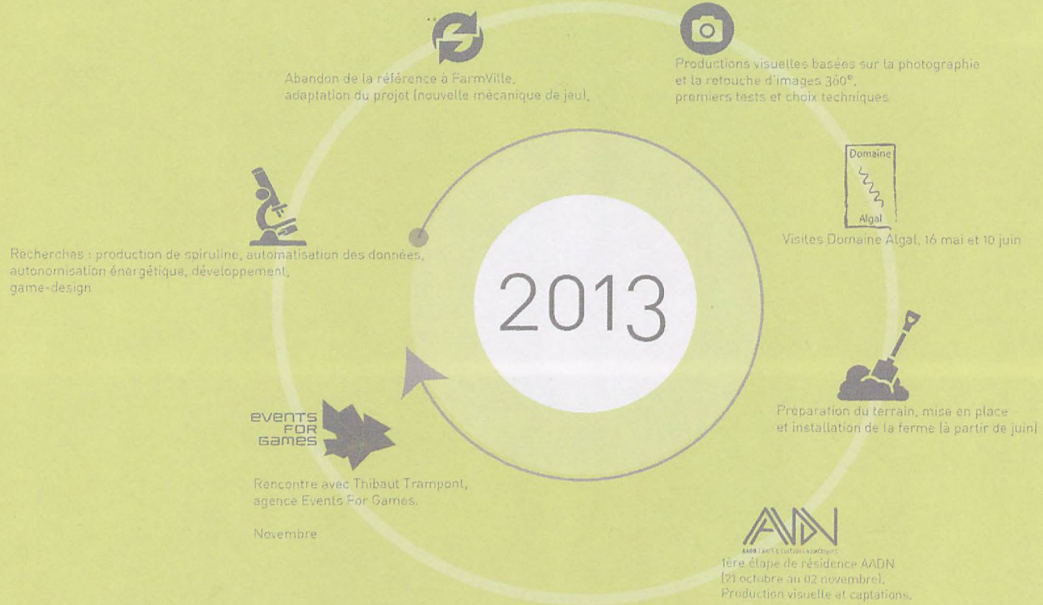 Abandon de la référence à FarmVille,
adaptation du projet (nouvelle mécanique de jeu),
Productions visuelles basées sur la photographie
et la retouche d'images 360°,
premiers tests et choix techniques
Domaine
Algal
Visites Domaine Algal, 16 mai et 10 juin
Recherches : production de spiruline, automatisation des données,
autonomisation énergétique, développement,
game-design
2013
Préparation du terrain, mise en place
et installation de la ferme (à partir de juin)
events
FOR
Games
Rencontre avec Thibaut Trampont,
agence Events For Games.
Novembre
AADN
1ère étape de résidence AADN
(21 octobre au 02 novembre),
Production visuelle et captations.